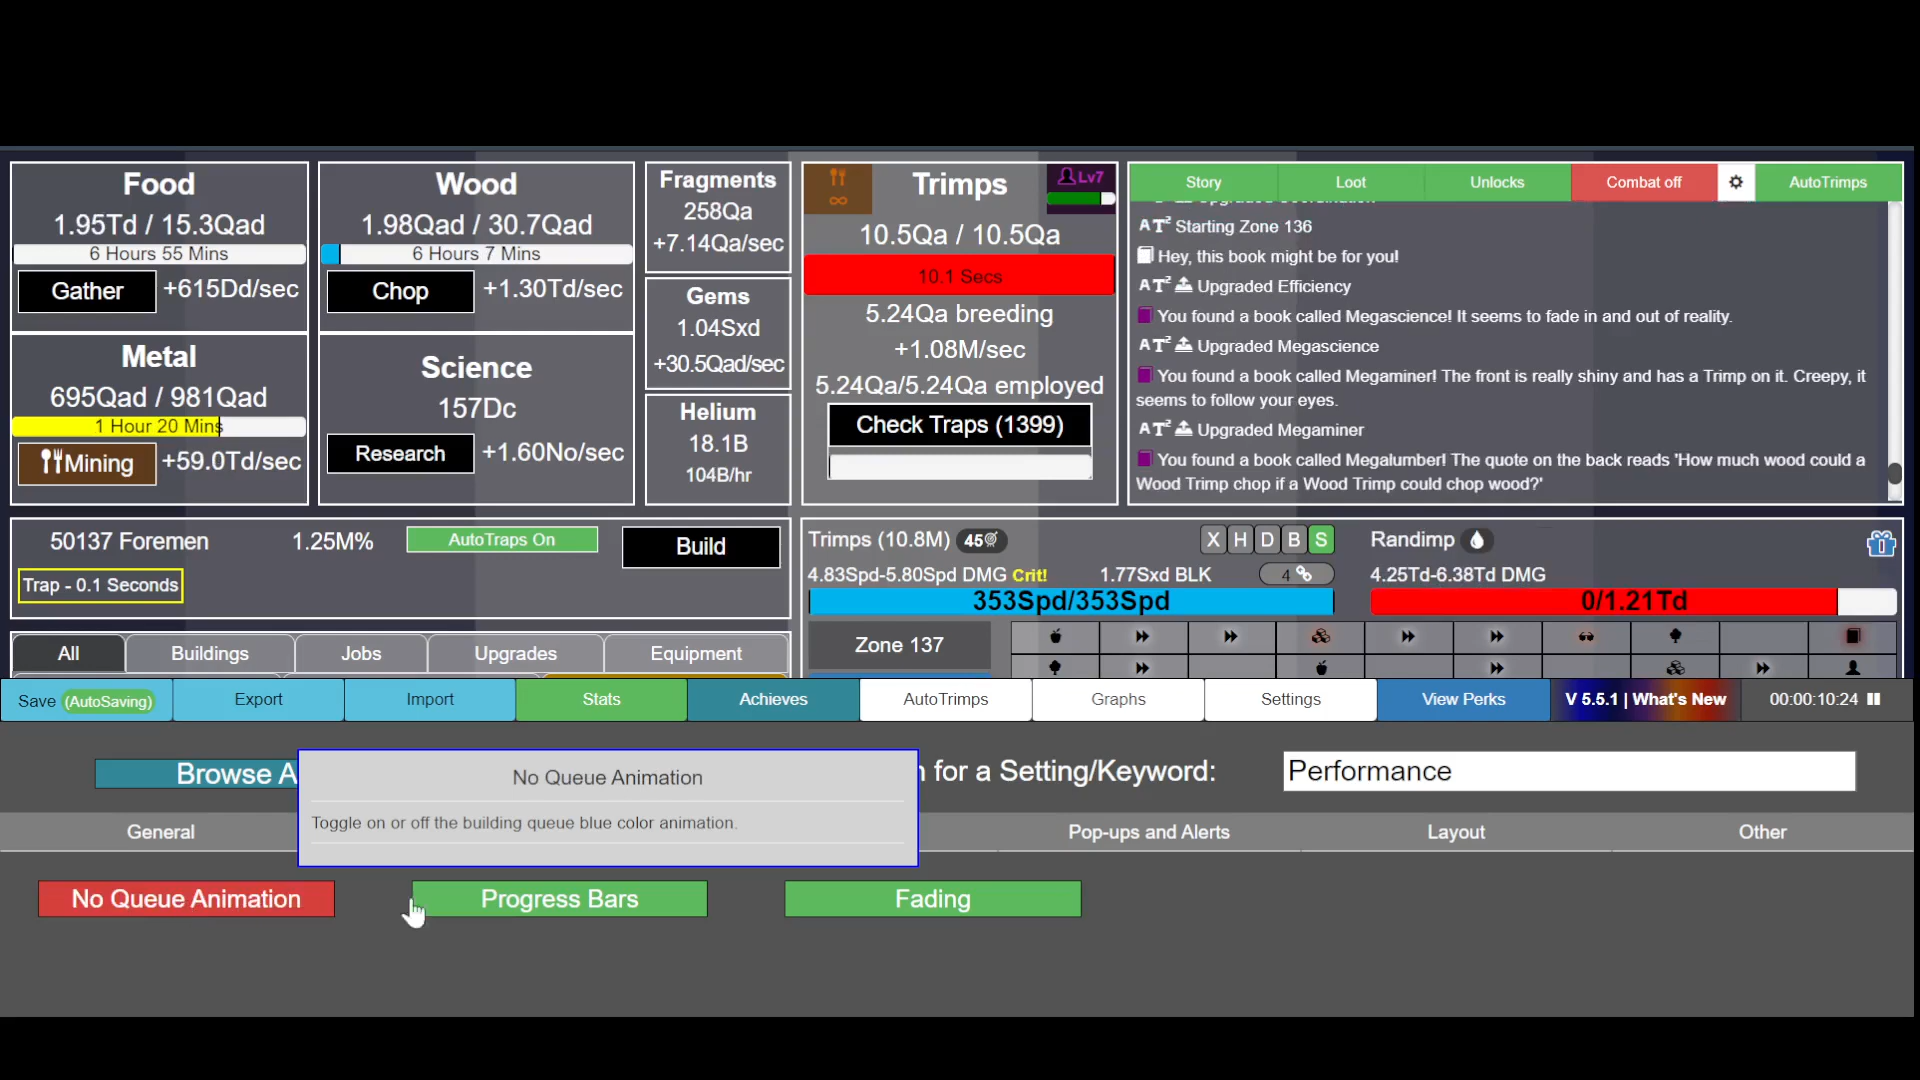 Food
1.95Td / 15.3Qad
6 Hours 55 Mins
Gather
+615Dd/sec
Wood
1.98Qad / 30.7Qad
6 Hours 7 Mins
Chop
+1.30Td/sec
Metal
695Qad / 981Qad
1 Hour 20 Mins
Mining
+59.0Td/sec
Science
157Dc
Research
+1.60No/sec
Fragments
258Qa
+7.14Qa/sec
Gems
1.04Sxd
+30.5Qad/sec
Helium
18.1B
104B/hr
∞
Trimps
Lv7
10.5Qa / 10.5Qa
10.1 Secs
5.24Qa breeding
+1.08M/sec
5.24Qa/5.24Qa employed
Check Traps (1399)
Story
Loot
Unlocks
Combat off
AutoTrimps
AT² Upgraded Coordination
AT² Starting Zone 136
Hey, this book might be for you!
AT² Upgraded Efficiency
You found a book called Megascience! It seems to fade in and out of reality.
AT² Upgraded Megascience
You found a book called Megaminer! The front is really shiny and has a Trimp on it. Creepy, it
seems to follow your eyes.
AT² Upgraded Megaminer
You found a book called Megalumber! The quote on the back reads 'How much wood could a
Wood Trimp chop if a Wood Trimp could chop wood?'
50137 Foremen
1.25M%
AutoTraps On
Build
Trap - 0.1 Seconds
All
Buildings
Jobs
Upgrades
Equipment
Trimps (10.8M)
45
X
H
D
B
S
4.83Spd-5.80Spd DMG Crit!
1.77Sxd BLK
4
353Spd/353Spd
Randimp
4.25Td-6.38Td DMG
0/1.21Td
Zone 137
Save (AutoSaving)
Export
Import
Stats
Achieves
AutoTrimps
Graphs
Settings
View Perks
V 5.5.1 | What's New
00:00:10:24
Browse A
No Queue Animation
Toggle on or off the building queue blue color animation.
for a Setting/Keyword:
Performance
General
Pop-ups and Alerts
Layout
Other
No Queue Animation
Progress Bars
Fading